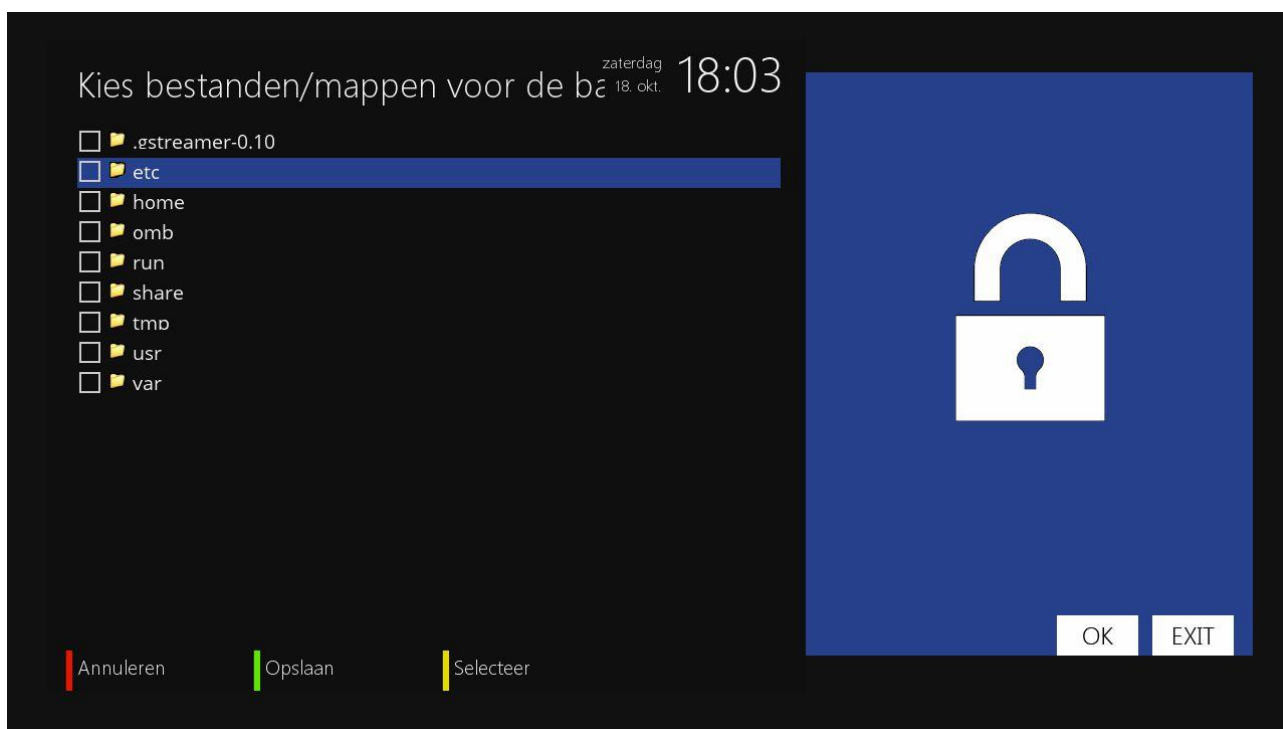 Kies bestanden/mappen voor de ba
zaterdag
18. okt.
18:03
.gstreamer-0.10
etc
home
omb
run
share
tmp
usr
var
OK
EXIT
Annuleren
Opslaan
Selecteer